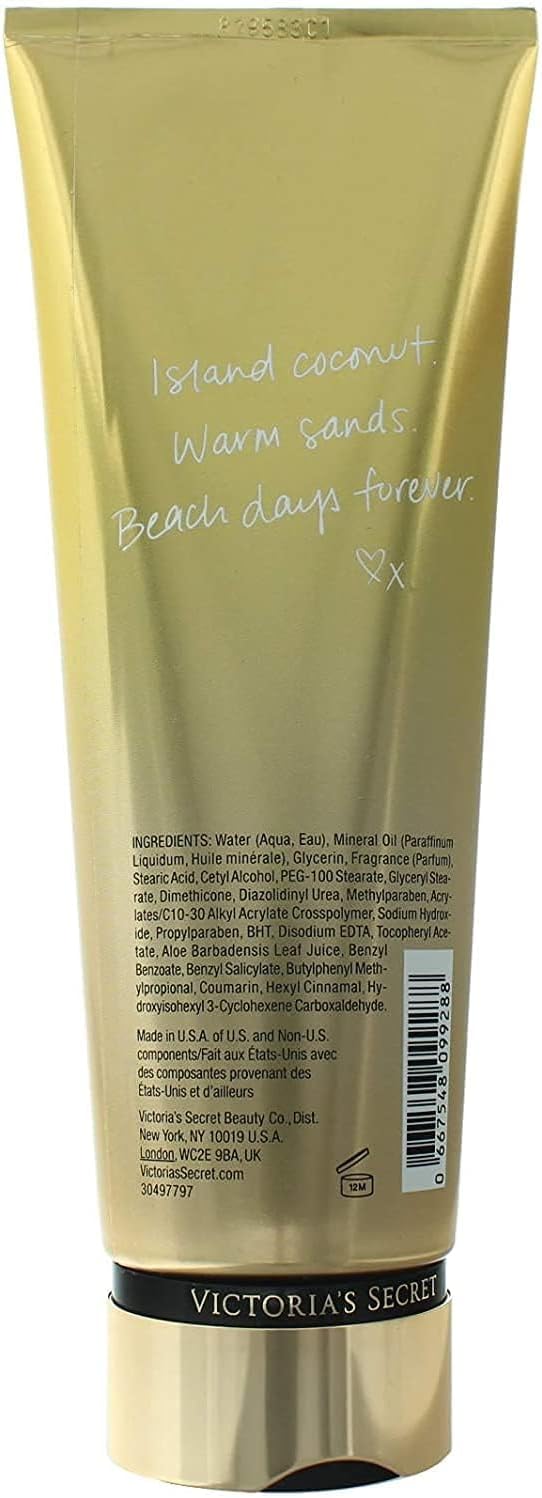 Island coconut.
Warm sands.
Beach days forever.
♡X
INGREDIENTS: Water (Aqua, Eau), Mineral Oil (Paraffinum
Liquidum, Huile minérale), Glycerin, Fragrance (Parfum),
Stearic Acid, Cetyl Alcohol, PEG-100 Stearate, Glyceryl Stea-
rate, Dimethicone, Diazolidinyl Urea, Methylparaben, Acry-
lates/C10-30 Alkyl Acrylate Crosspolymer, Sodium Hydrox-
ide, Propylparaben, BHT, Disodium EDTA, Tocopheryl Ace-
tate, Aloe Barbadensis Leaf Juice, Benzyl
Benzoate, Benzyl Salicylate, Butylphenyl Meth-
ylpropional, Coumarin, Hexyl Cinnamal, Hy-
droxyisohexyl 3-Cyclohexene Carboxaldehyde.
Made in U.S.A. of U.S. and Non-U.S.
components/Fait aux États-Unis avec
des composantes provenant des
États-Unis et d'ailleurs
Victoria's Secret Beauty Co., Dist.
New York, NY 10019 U.S.A.
London, WC2E 9BA, UK
VictoriasSecret.com
30497797
12M
0 667548 099288
VICTORIA'S SECRET